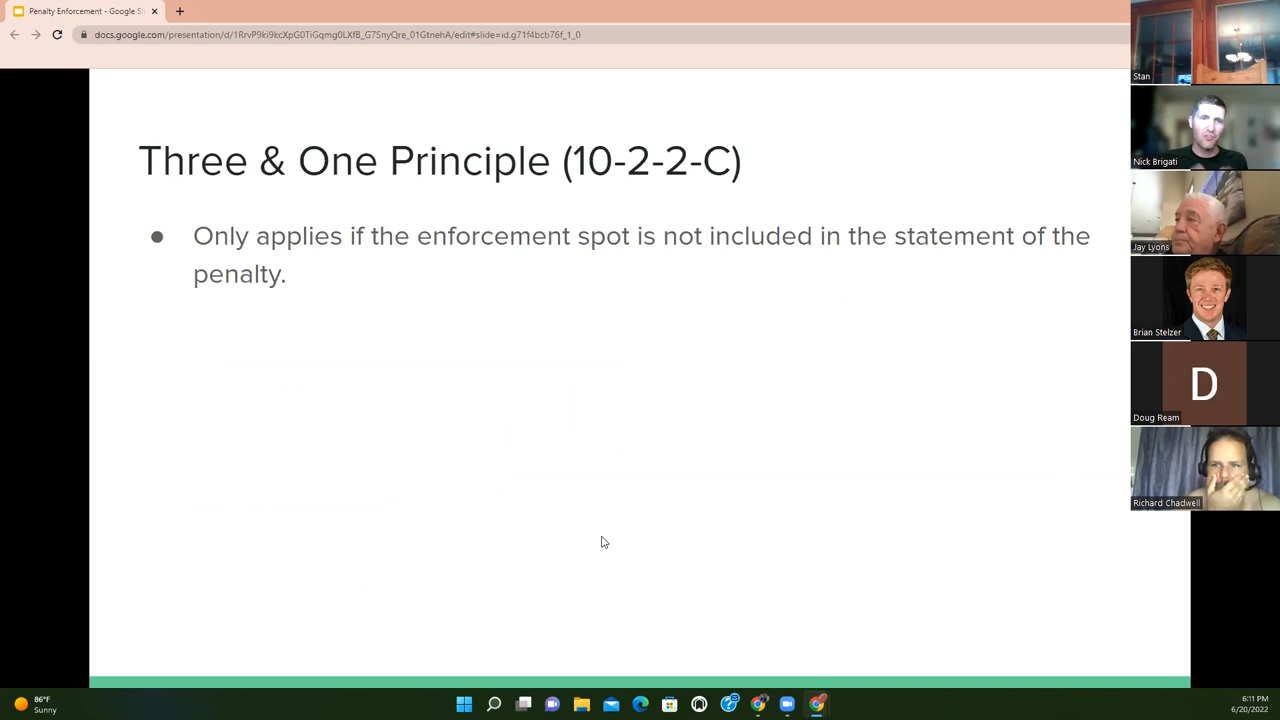 Penalty Enforcement - Google Sli
docs.google.com/presentation/d/1RrvP9ki9kcXpG0TiGqmg0LXfB_G7SnyQre_01GtnehA/edit#slide=id.g71f4bcb76f_1_0
Three & One Principle (10-2-2-C)
● Only applies if the enforcement spot is not included in the statement of the
penalty.
Stan
Nick Brigati
Jay Lyons
Brian Stelzer
D
Doug Ream
Richard Chadwell
86°F
Sunny
6:11 PM
6/20/2022